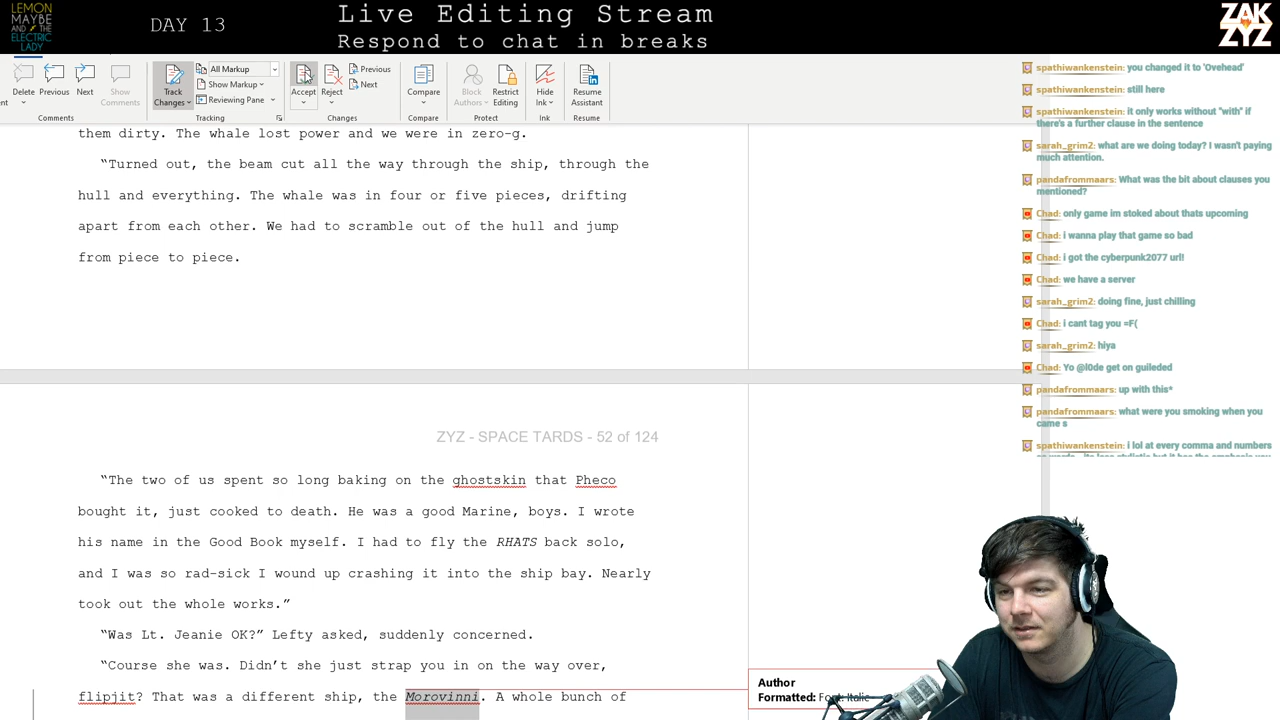 LEMON
MAYBE
AND THE
ELECTRIC
LADY
DAY 13
Live Editing Stream
Respond to chat in breaks
ZAK
ZYZ
Delete
Previous
Next
Show
Comments
Comments
Track
Changes
All Markup
Show Markup
Reviewing Pane
Tracking
Accept
Reject
Previous
Next
Changes
Compare
Compare
Block
Authors
Restrict
Editing
Protect
Hide
Ink
Ink
Resume
Assistant
Resume
them dirty. The whale lost power and we were in zero-g.
“Turned out, the beam cut all the way through the ship, through the
hull and everything. The whale was in four or five pieces, drifting
apart from each other. We had to scramble out of the hull and jump
from piece to piece.
ZYZ - SPACE TARDS - 52 of 124
“The two of us spent so long baking on the ghostskin that Pheco
bought it, just cooked to death. He was a good Marine, boys. I wrote
his name in the Good Book myself. I had to fly the RHATS back solo,
and I was so rad-sick I wound up crashing it into the ship bay. Nearly
took out the whole works.”
“Was Lt. Jeanie OK?” Lefty asked, suddenly concerned.
“Course she was. Didn’t she just strap you in on the way over,
flipjit? That was a different ship, the Morovinni. A whole bunch of
Author
Formatted: Font: Italic
spathiwankenstein: you changed it to 'Ovehead'
spathiwankenstein: still here
spathiwankenstein: it only works without "with" if
there's a further clause in the sentence
sarah_grim2: what are we doing today? I wasn't paying
much attention.
pandafrommaars: What was the bit about clauses you
mentioned?
Chad: only game im stoked about thats upcoming
Chad: i wanna play that game so bad
Chad: i got the cyberpunk2077 url!
Chad: we have a server
sarah_grim2: doing fine, just chilling
Chad: i cant tag you =F(
sarah_grim2: hiya
Chad: Yo @l0de get on guileded
pandafrommaars: up with this*
pandafrommaars: what were you smoking when you
came s
spathiwankenstein: i lol at every comma and numbers